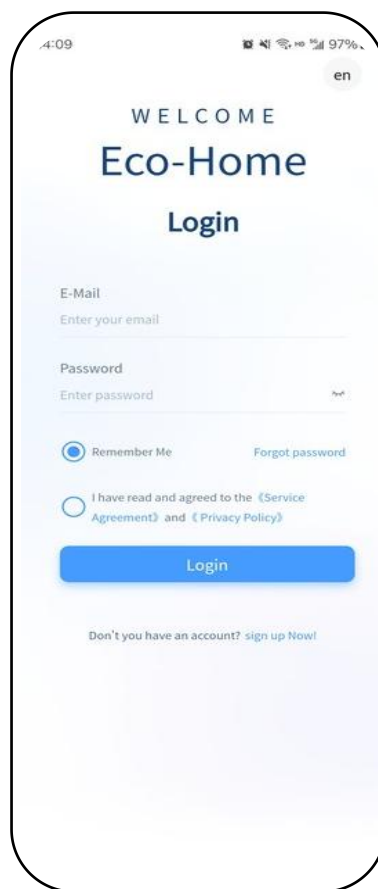 4:09 97%
en
WELCOME
Eco-Home
Login
E-Mail
Enter your email
Password
Enter password
Remember Me Forgot password
I have read and agreed to the 《Service
Agreement》 and 《 Privacy Policy》
Login
Don't you have an account? sign up Now!